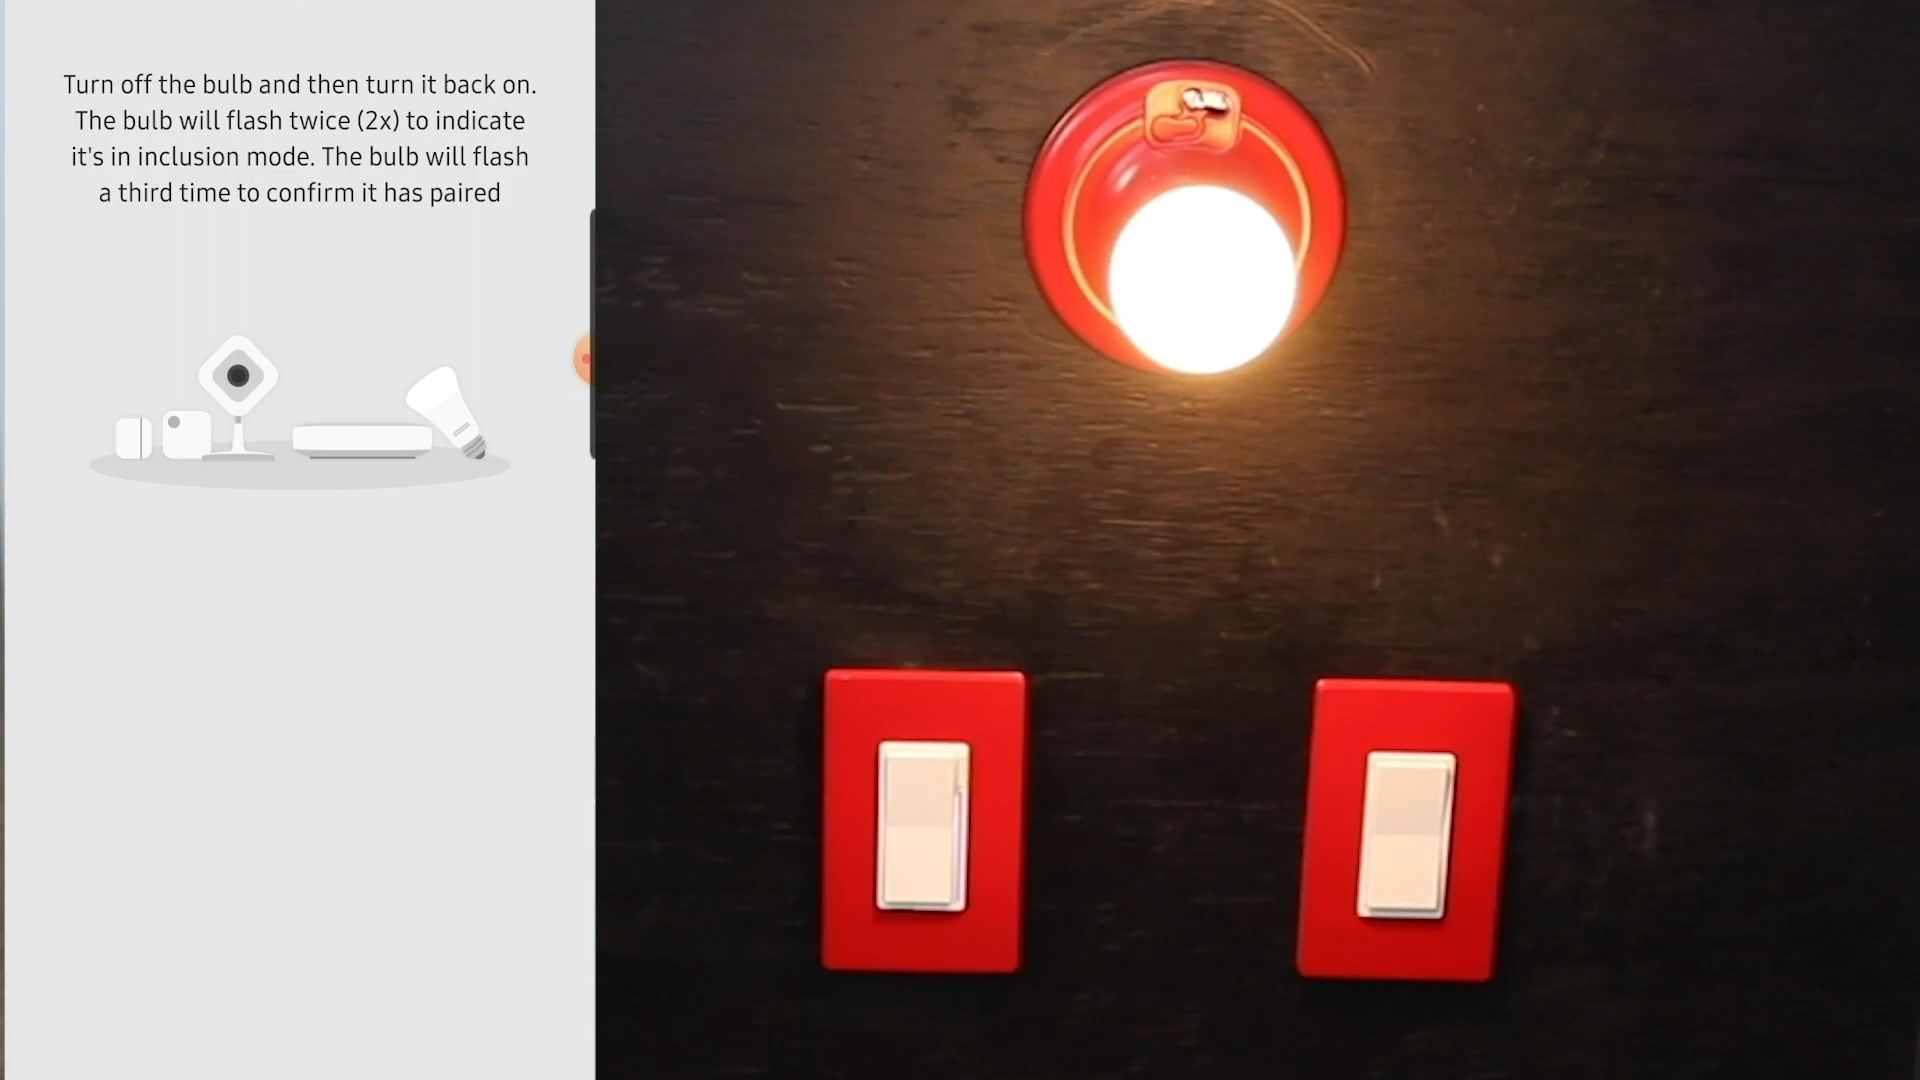 Turn off the bulb and then turn it back on.
The bulb will flash twice (2x) to indicate
it's in inclusion mode. The bulb will flash
a third time to confirm it has paired